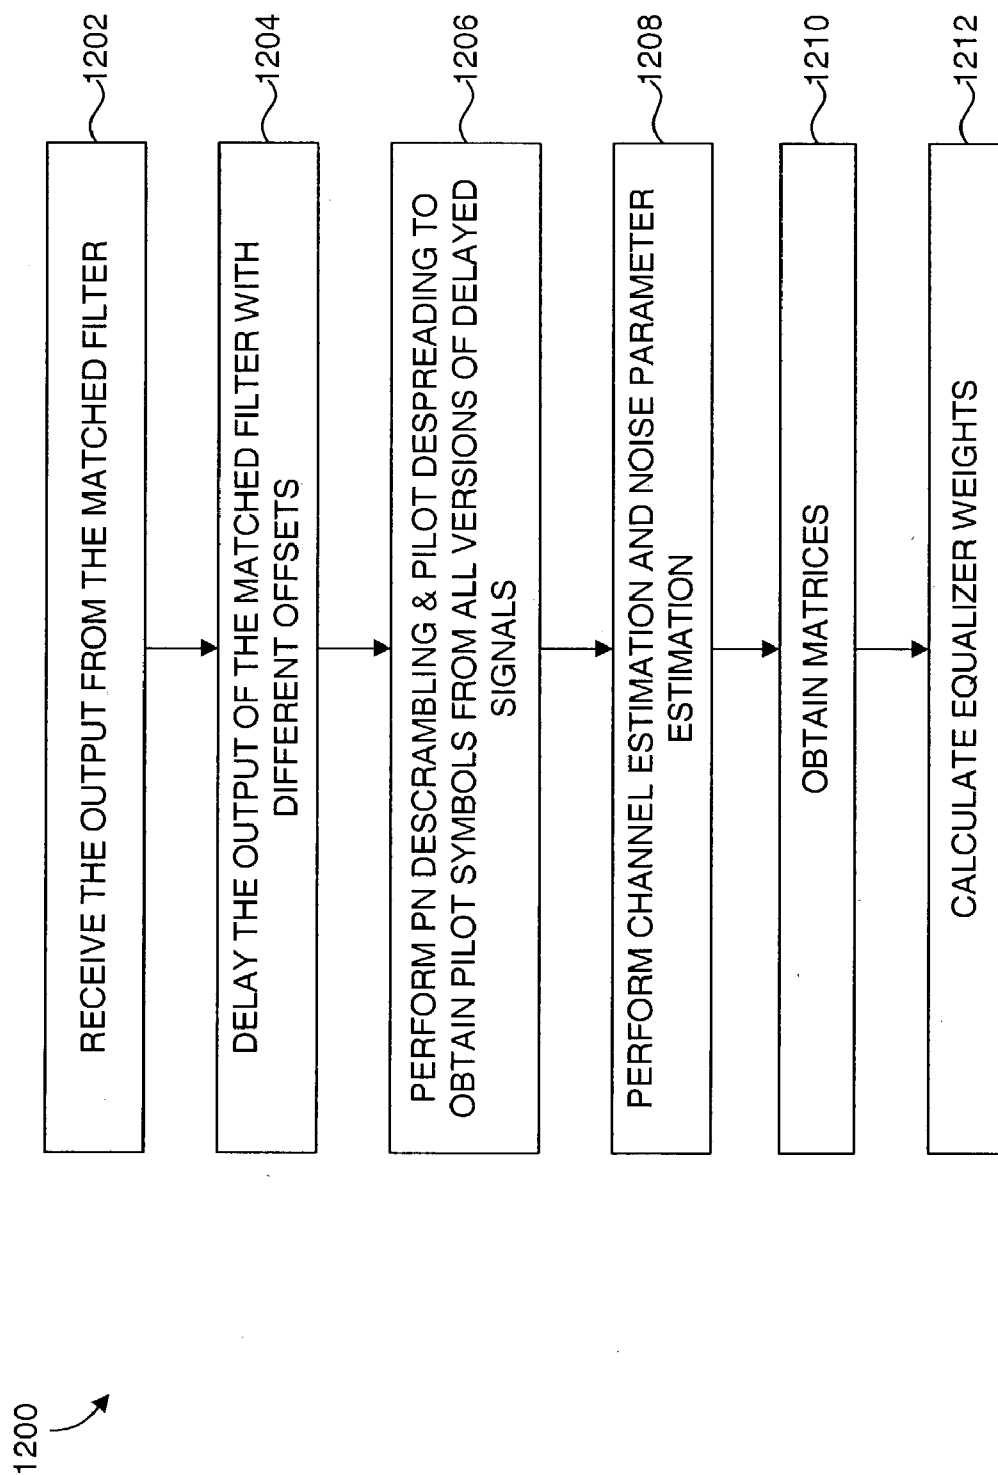 1200
RECEIVE THE OUTPUT FROM THE MATCHED FILTER
1202
DELAY THE OUTPUT OF THE MATCHED FILTER WITH
DIFFERENT OFFSETS
1204
PERFORM PN DESCRAMBLING & PILOT DESPREADING TO
OBTAIN PILOT SYMBOLS FROM ALL VERSIONS OF DELAYED
SIGNALS
1206
PERFORM CHANNEL ESTIMATION AND NOISE PARAMETER
ESTIMATION
1208
OBTAIN MATRICES
1210
CALCULATE EQUALIZER WEIGHTS
1212